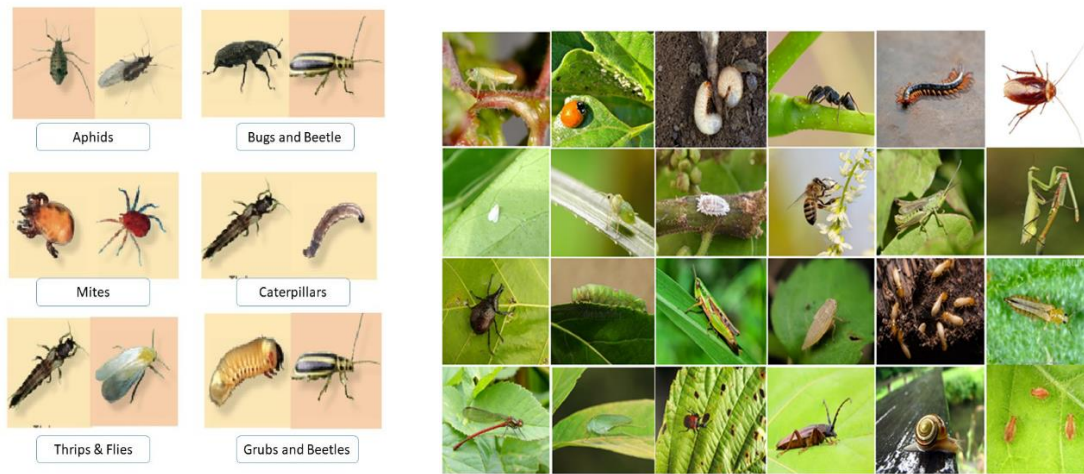 Aphids
Bugs and Beetle
Mites
Caterpillars
Thrips & Flies
Grubs and Beetles